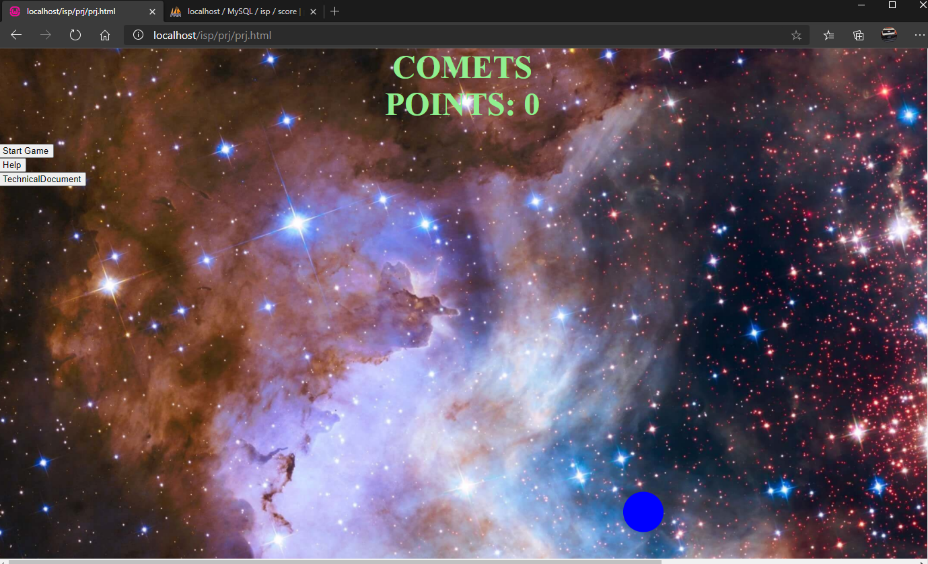 localhost/isp/prj/prj.html
localhost / MySQL / isp / score |
localhost/isp/prj/prj.html
COMETS
POINTS: 0
Start Game
Help
TechnicalDocument